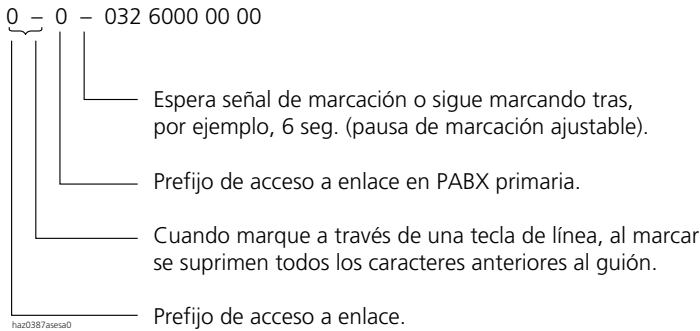 0 – 0 – 032 6000 00 00
Espera señal de marcación o sigue marcando tras,
por ejemplo, 6 seg. (pausa de marcación ajustable).
Prefijo de acceso a enlace en PABX primaria.
Cuando marque a través de una tecla de línea, al marcar
se suprimen todos los caracteres anteriores al guión.
Prefijo de acceso a enlace.
haz0387asesa0